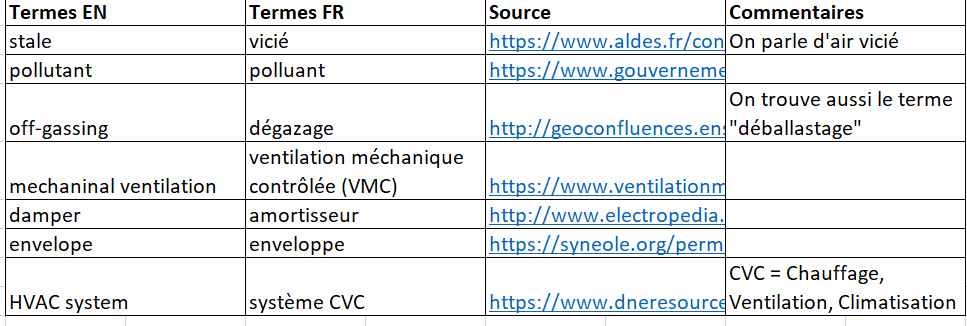 Termes EN Termes FR Source Commentaires
stale vicié https://www.aldes.fr/con On parle d'air vicié
pollutant polluant https://www.gouverneme
On trouve aussi le terme
off-gassing dégazage http://geoconfluences.ens "déballastage"
ventilation méchanique
mechaninal ventilation contrôlée (VMC) https://www.ventilationm
damper amortisseur http://www.electropedia.
envelope enveloppe https://syneole.org/perm
CVC = Chauffage,
HVAC system système CVC https://www.dneresource Ventilation, Climatisation